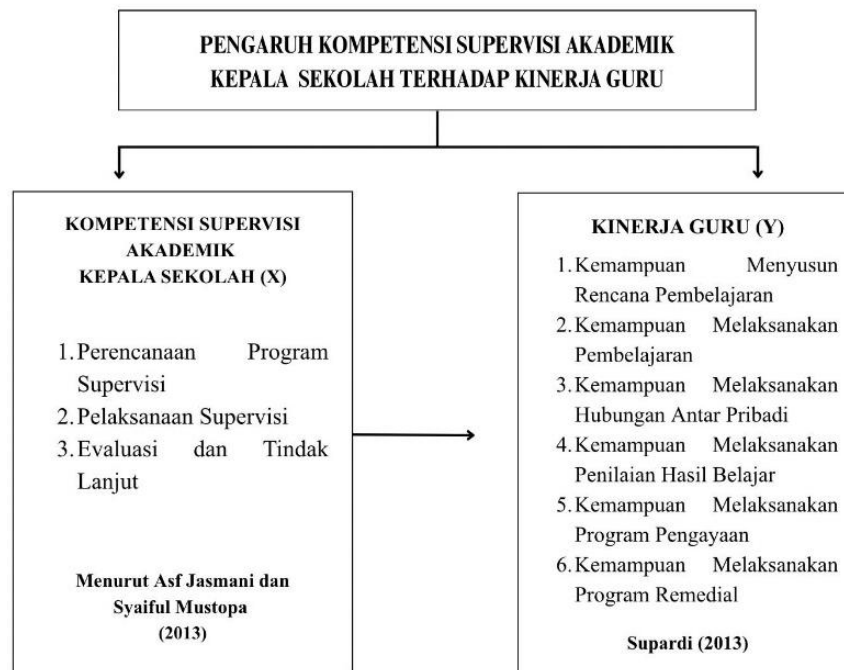 PENGARUH KOMPETENSI SUPERVISI AKADEMIK
KEPALA SEKOLAH TERHADAP KINERJA GURU
KOMPETENSI SUPERVISI
AKADEMIK
KEPALA SEKOLAH (X)
1. Perencanaan Program
Supervisi
2. Pelaksanaan Supervisi
3. Evaluasi dan Tindak
Lanjut
Menurut Asf Jasmani dan
Syaiful Mustopa
(2013)
KINERJA GURU (Y)
1. Kemampuan Menyusun
Rencana Pembelajaran
2. Kemampuan Melaksanakan
Pembelajaran
3. Kemampuan Melaksanakan
Hubungan Antar Pribadi
4. Kemampuan Melaksanakan
Penilaian Hasil Belajar
5. Kemampuan Melaksanakan
Program Pengayaan
6. Kemampuan Melaksanakan
Program Remedial
Supardi (2013)